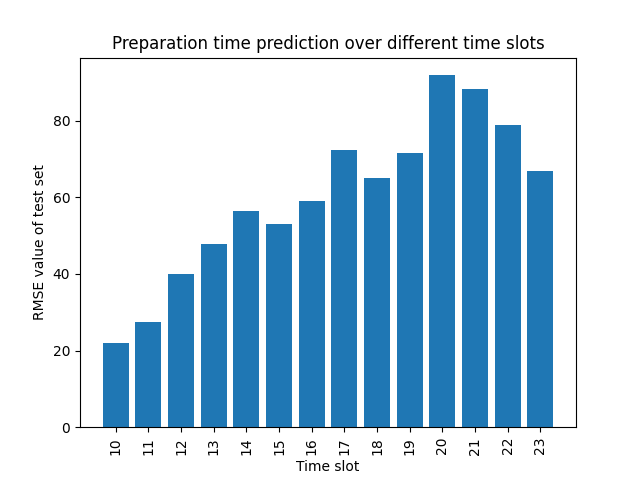 Preparation time prediction over different time slots
RMSE value of test set
80
60
40
20
0
10 11 12 13 14 15 16 17 18 19 20 21 22 23
Time slot